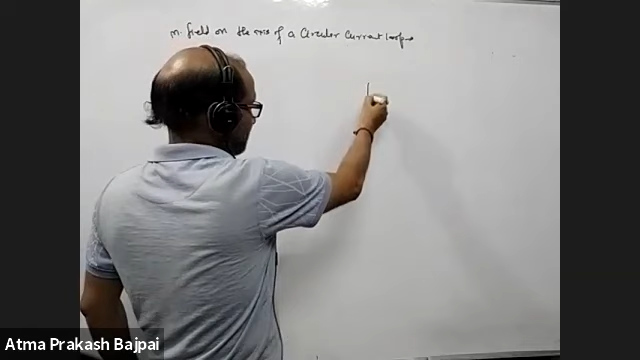 m. field on the axis of a Circular Current loop
Atma Prakash Bajpai